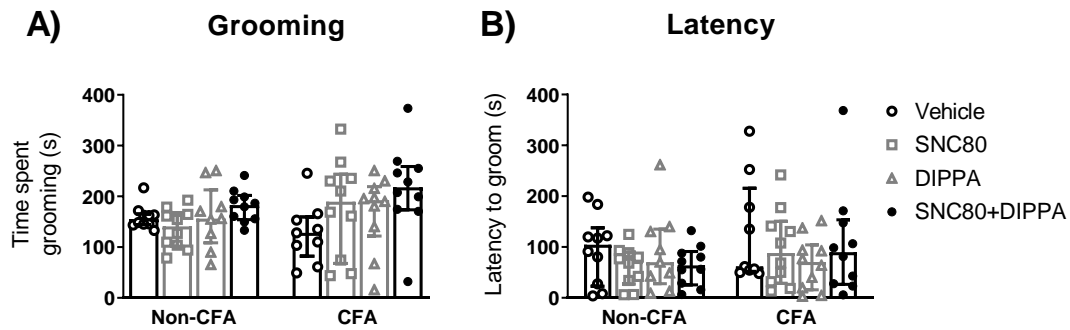 A) Grooming
Time spent
grooming (s)
400
300
200
100
0
Non-CFA CFA
B) Latency
Latency to groom (s)
400
300
200
100
0
Non-CFA CFA
Vehicle
SNC80
DIPPA
SNC80+DIPPA